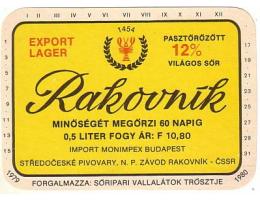 I II III IV V VI VII VIII IX X XI XII
1454
EXPORT
LAGER
PASZTŐRÖZÖTT
12%
VILÁGOS SÖR
Rakovník
MINŐSÉGÉT MEGŐRZI 60 NAPIG
0,5 LITER FOGY ÁR: F 10,80
IMPORT MONIMPEX BUDAPEST
STŘEDOČESKÉ PIVOVARY, N. P. ZÁVOD RAKOVNÍK - ČSSR
1979 FORGALMAZZA: SÖRIPARI VALLALATOK TRÖSZTJE 1980